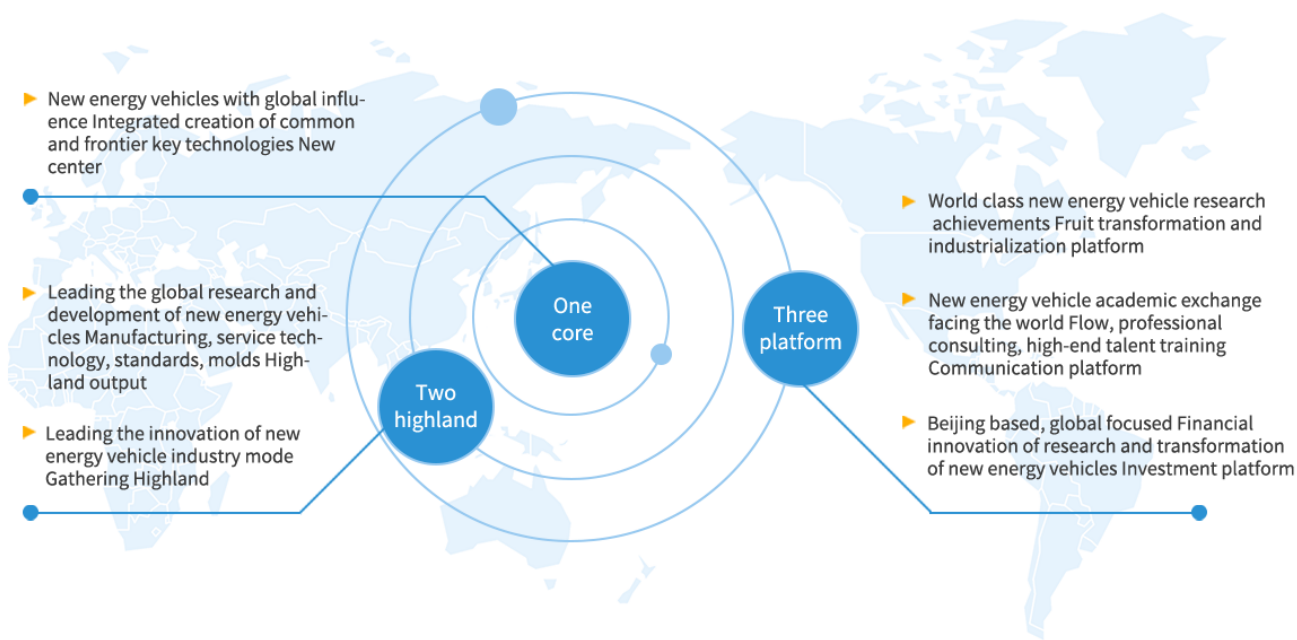 New energy vehicles with global influ-
ence Integrated creation of common
and frontier key technologies New
center
Leading the global research and
development of new energy vehi-
cles Manufacturing, service tech-
nology, standards, molds High-
land output
Leading the innovation of new
energy vehicle industry mode
Gathering Highland
One
core
Two
highland
Three
platform
World class new energy vehicle research
achievements Fruit transformation and
industrialization platform
New energy vehicle academic exchange
facing the world Flow, professional
consulting, high-end talent training
Communication platform
Beijing based, global focused Financial
innovation of research and transformation
of new energy vehicles Investment platform